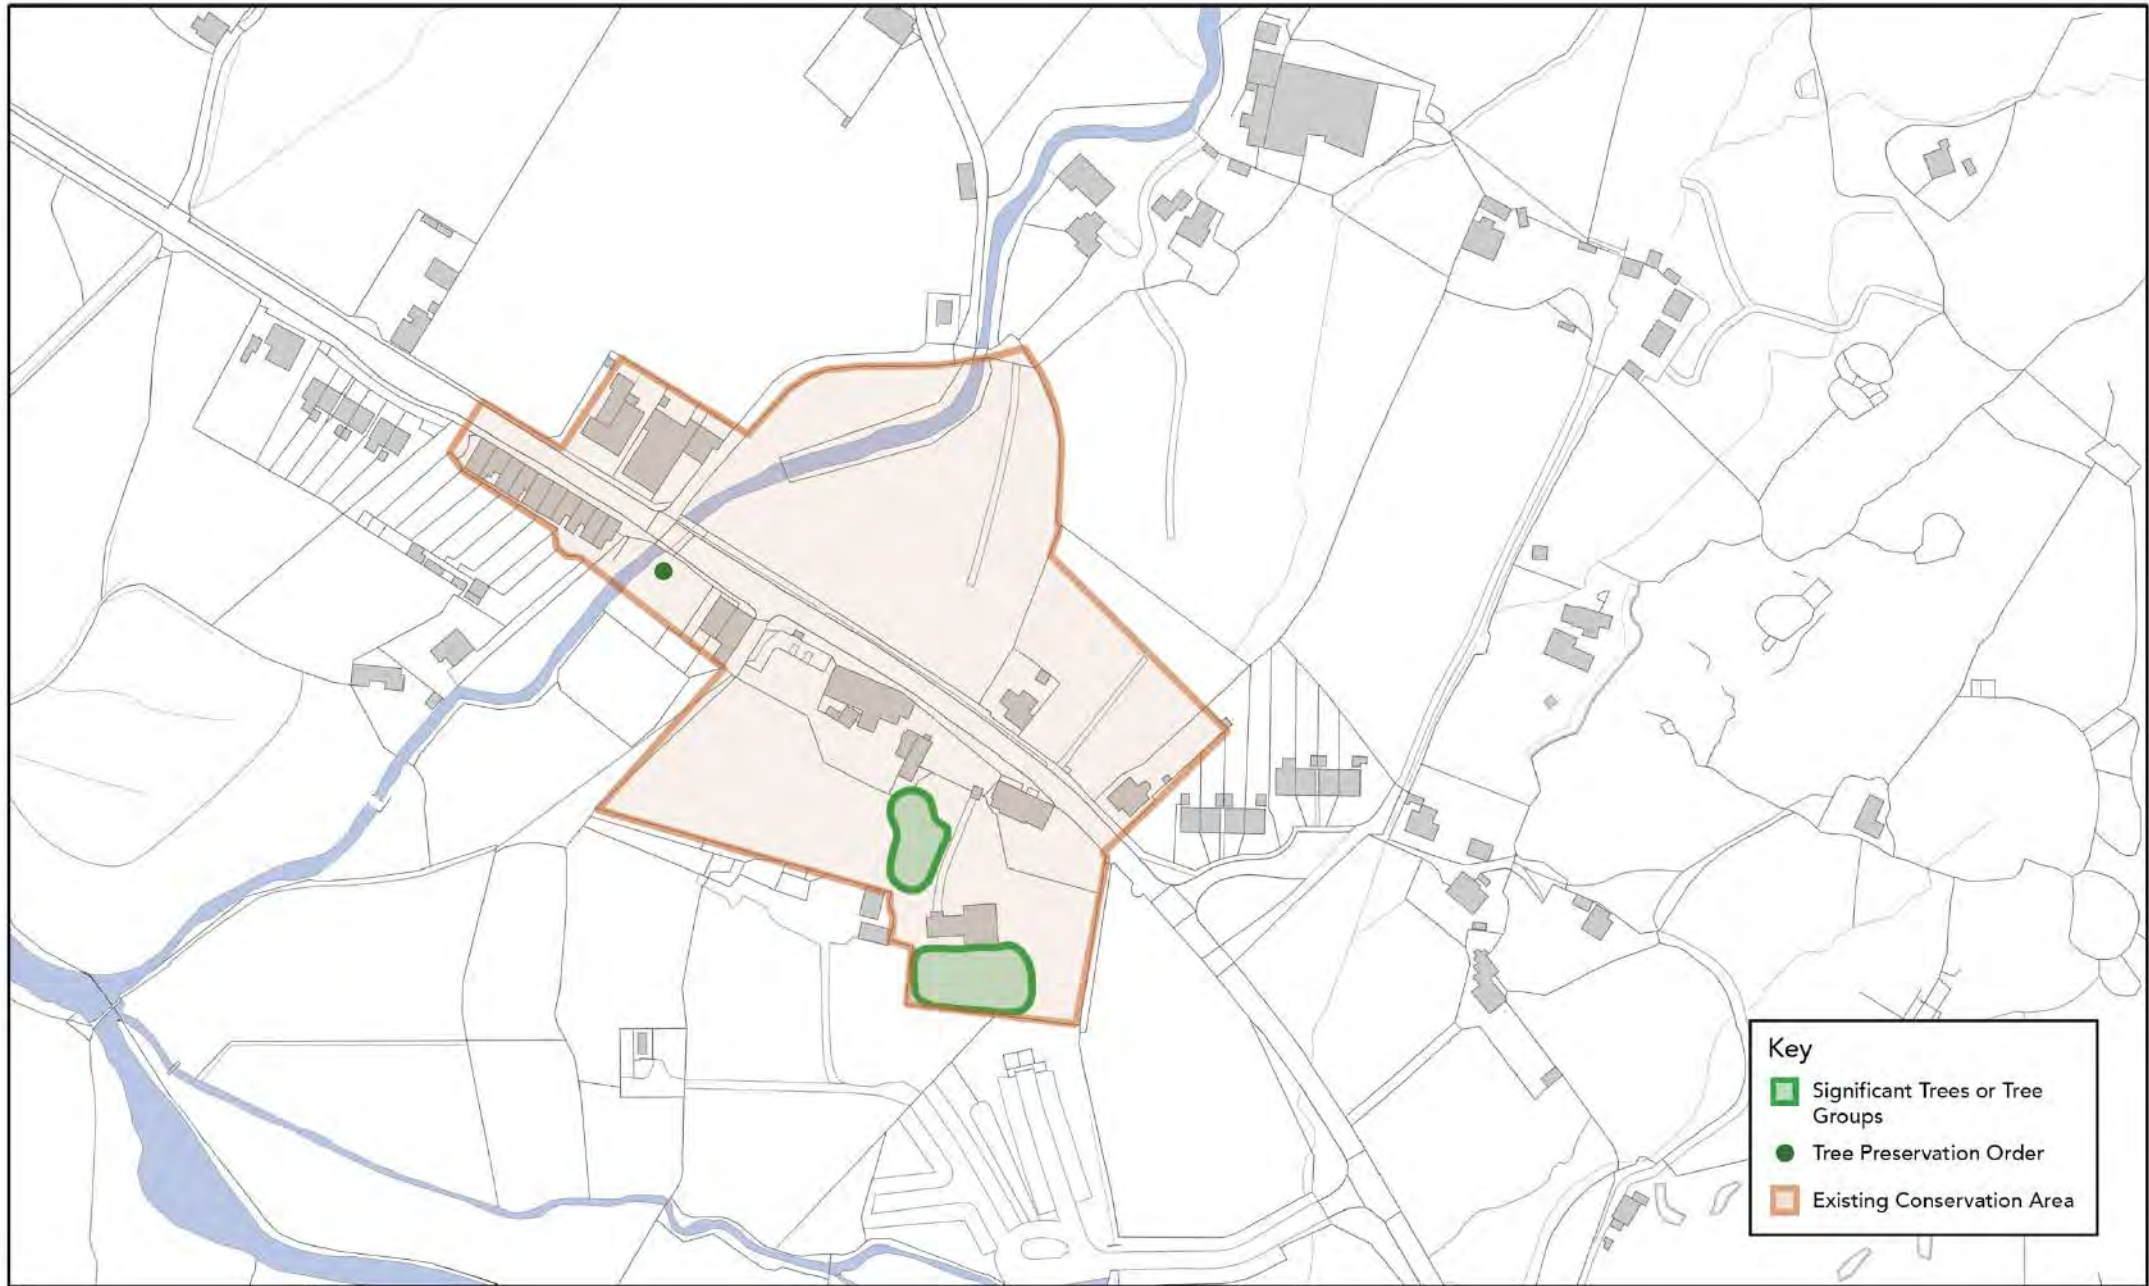 Key
Significant Trees or Tree
Groups
Tree Preservation Order
Existing Conservation Area